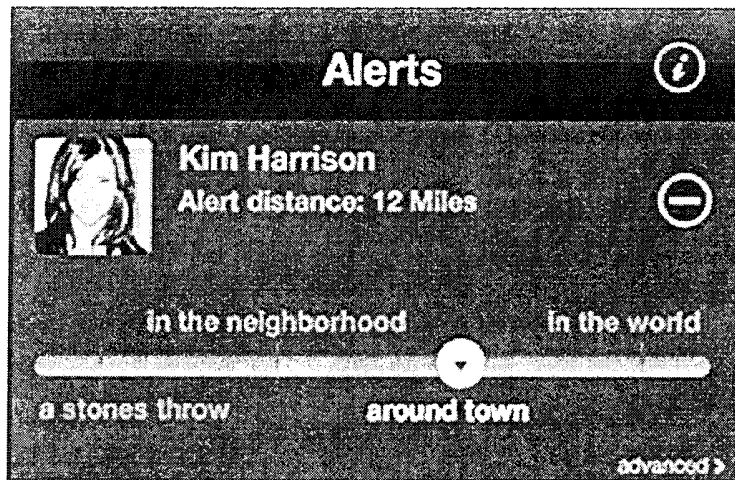 Alerts
Kim Harrison
Alert distance: 12 Miles
in the neighborhood in the world
a stones throw around town
advanced >